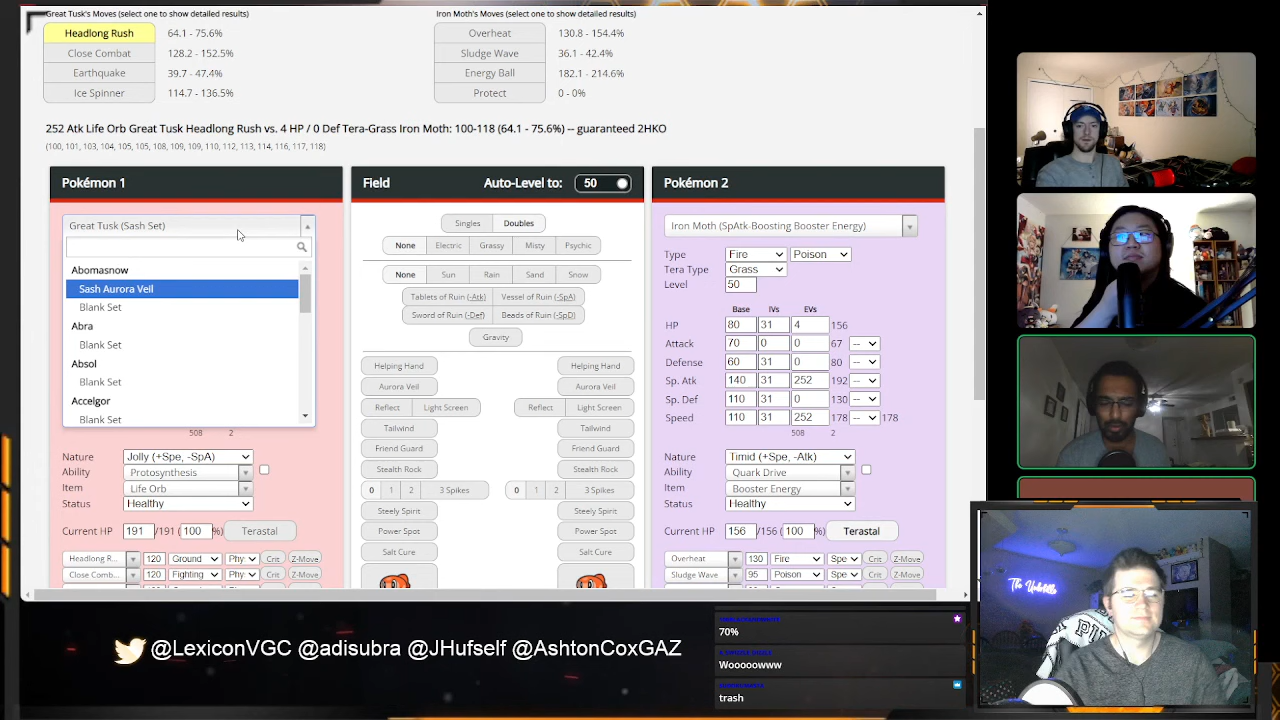 Great Tusk's Moves (select one to show detailed results)
Iron Moth's Moves (select one to show detailed results)
Headlong Rush 64.1 - 75.6%
Overheat 130.8 - 154.4%
Close Combat 128.2 - 152.5%
Sludge Wave 36.1 - 42.4%
Earthquake 39.7 - 47.4%
Energy Ball 182.1 - 214.6%
Ice Spinner 114.7 - 136.5%
Protect 0 - 0%
252 Atk Life Orb Great Tusk Headlong Rush vs. 4 HP / 0 Def Tera-Grass Iron Moth: 100-118 (64.1 - 75.6%) -- guaranteed 2HKO
(100, 101, 103, 104, 105, 105, 108, 109, 109, 110, 112, 113, 114, 116, 117, 118)
Pokémon 1
Great Tusk (Sash Set)
Abomasnow
Sash Aurora Veil
Blank Set
Abra
Blank Set
Absol
Blank Set
Accelgor
Blank Set
508 2
Nature Jolly (+Spe, -SpA)
Ability Protosynthesis
Item Life Orb
Status Healthy
Current HP 191 /191 (100 %) Terastal
Headlong R... 120 Ground Phy Crit Z-Move
Close Comb... 120 Fighting Phy Crit Z-Move
Field Auto-Level to: 50
Singles Doubles
None Electric Grassy Misty Psychic
None Sun Rain Sand Snow
Tablets of Ruin (-Atk) Vessel of Ruin (-SpA)
Sword of Ruin (-Def) Beads of Ruin (-SpD)
Gravity
Helping Hand Helping Hand
Aurora Veil Aurora Veil
Reflect Light Screen Reflect Light Screen
Tailwind Tailwind
Friend Guard Friend Guard
Stealth Rock Stealth Rock
0 1 2 3 Spikes 0 1 2 3 Spikes
Steely Spirit Steely Spirit
Power Spot Power Spot
Salt Cure Salt Cure
Pokémon 2
Iron Moth (SpAtk-Boosting Booster Energy)
Type Fire Poison
Tera Type Grass
Level 50
Base IVs EVs
HP 80 31 4 156
Attack 70 31 0 67 --
Defense 60 31 0 80 --
Sp. Atk 140 31 252 192 --
Sp. Def 110 31 0 130 --
Speed 110 31 252 178 -- 178
508 2
Nature Timid (+Spe, -Atk)
Ability Quark Drive
Item Booster Energy
Status Healthy
Current HP 156 /156 (100 %) Terastal
Overheat 130 Fire Spe Crit Z-Move
Sludge Wave 95 Poison Spe Crit Z-Move
@LexiconVGC @adisubra @JHufself @AshtonCoxGAZ
70%
Wooooowww
trash